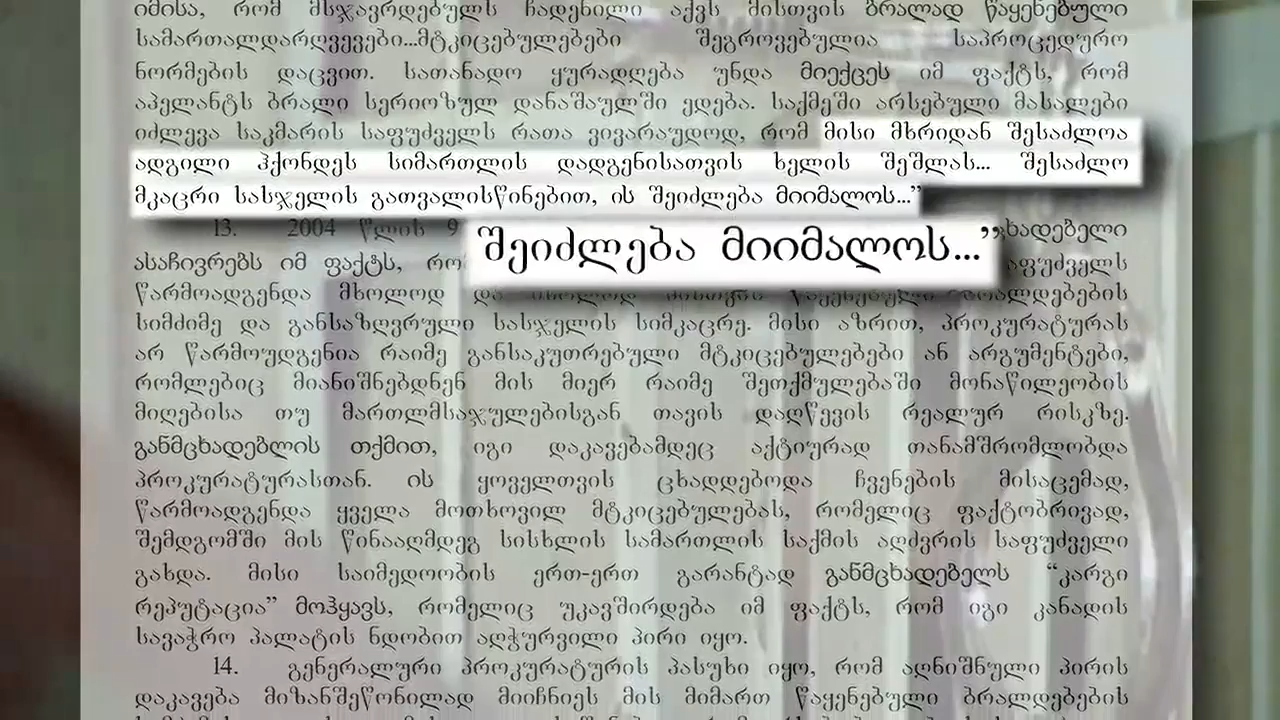 იმისა, რომ მსჯავრდებულს ჩადენილი აქვს მისთვის ბრალად წაყენებული
სამართალდარღვევები...მტკიცებულებები შეგროვებულია საპროცედურო
ნორმების დაცვით. სათანადო ყურადღება უნდა მიექცეს იმ ფაქტს, რომ
აპელანტს ბრალი სერიოზულ დანაშაულში ედება. საქმეში არსებული მასალები
იძლევა საკმარის საფუძველს რათა ვივარაუდოდ, რომ მისი მხრიდან შესაძლოა
ადგილი ჰქონდეს სიმართლის დადგენისათვის ხელის შეშლას... შესაძლო
მკაცრი სასჯელის გათვალისწინებით, ის შეიძლება მიიმალოს...”
13. 2004 წლის 9
შეიძლება მიიმალოს...”
ასაჩივრებს იმ ფაქტს,
წარმოადგენდა მხოლოდ და
სიმძიმე და განსაზღვრული სასჯელის სიმკაცრე. მისი აზრით, პროკურატურას
არ წარმოუდგენია რაიმე განსაკუთრებული მტკიცებულებები ან არგუმენტები,
რომლებიც მიანიშნებდნენ მის მიერ რაიმე შეთქმულებაში მონაწილეობის
მიღებისა თუ მართლმსაჯულებისგან თავის დაღწევის რეალურ რისკზე.
განმცხადებლის თქმით, იგი დაკავებამდეც აქტიურად თანამშრომლობდა
პროკურატურასთან. ის ყოველთვის ცხადდებოდა ჩვენების მისაცემად,
წარმოადგენდა ყველა მოთხოვილ მტკიცებულებას, რომელიც ფაქტობრივად,
შემდგომში მის წინააღმდეგ სისხლის სამართლის საქმის აღძვრის საფუძველი
გახდა. მისი საიმედოობის ერთ-ერთ გარანტად განმცხადებელს “კარგი
რეპუტაცია” მოჰყავს, რომელიც უკავშირდება იმ ფაქტს, რომ იგი კანადის
სავაჭრო პალატის ნდობით აღჭურვილი პირი იყო.
14. გენერალური პროკურატურის პასუხი იყო, რომ აღნიშნული პირის
დაკავება მიზანშეწონილად მიიჩნიეს მის მიმართ წაყენებული ბრალდებების